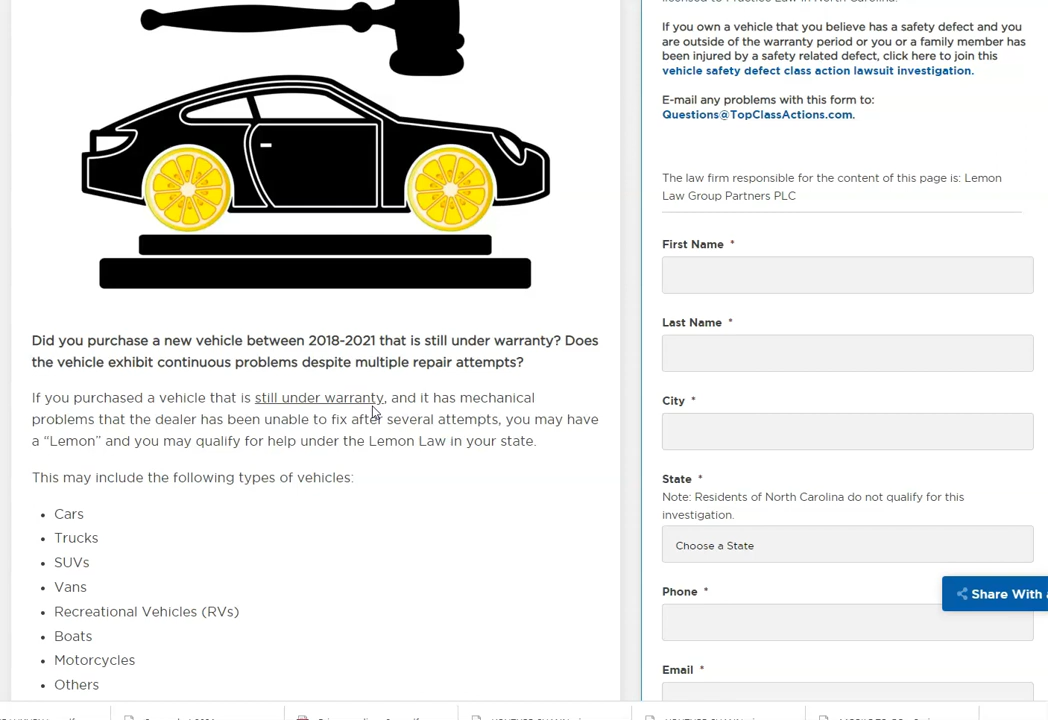 licensed to Practice Law in North Carolina.
If you own a vehicle that you believe has a safety defect and you
are outside of the warranty period or you or a family member has
been injured by a safety related defect, click here to join this
vehicle safety defect class action lawsuit investigation.
E-mail any problems with this form to:
Questions@TopClassActions.com.
The law firm responsible for the content of this page is: Lemon
Law Group Partners PLC
First Name *
Last Name *
City *
State *
Note: Residents of North Carolina do not qualify for this
investigation.
Choose a State
Phone *
Share With a
Email *
Did you purchase a new vehicle between 2018-2021 that is still under warranty? Does
the vehicle exhibit continuous problems despite multiple repair attempts?
If you purchased a vehicle that is still under warranty, and it has mechanical
problems that the dealer has been unable to fix after several attempts, you may have
a “Lemon” and you may qualify for help under the Lemon Law in your state.
This may include the following types of vehicles:
• Cars
• Trucks
• SUVs
• Vans
• Recreational Vehicles (RVs)
• Boats
• Motorcycles
• Others